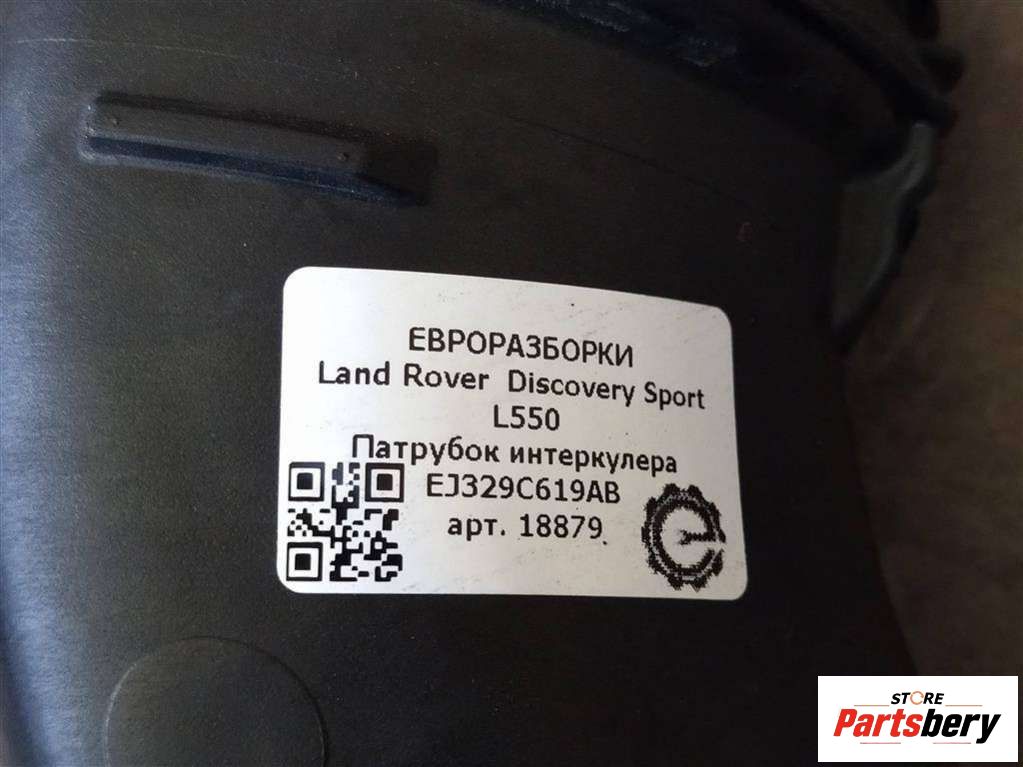 ЕВРОРАЗБОРКИ
Land Rover Discovery Sport
L550
Патрубок интеркулера
EJ329C619AB
арт. 18879
STORE
Partsbery